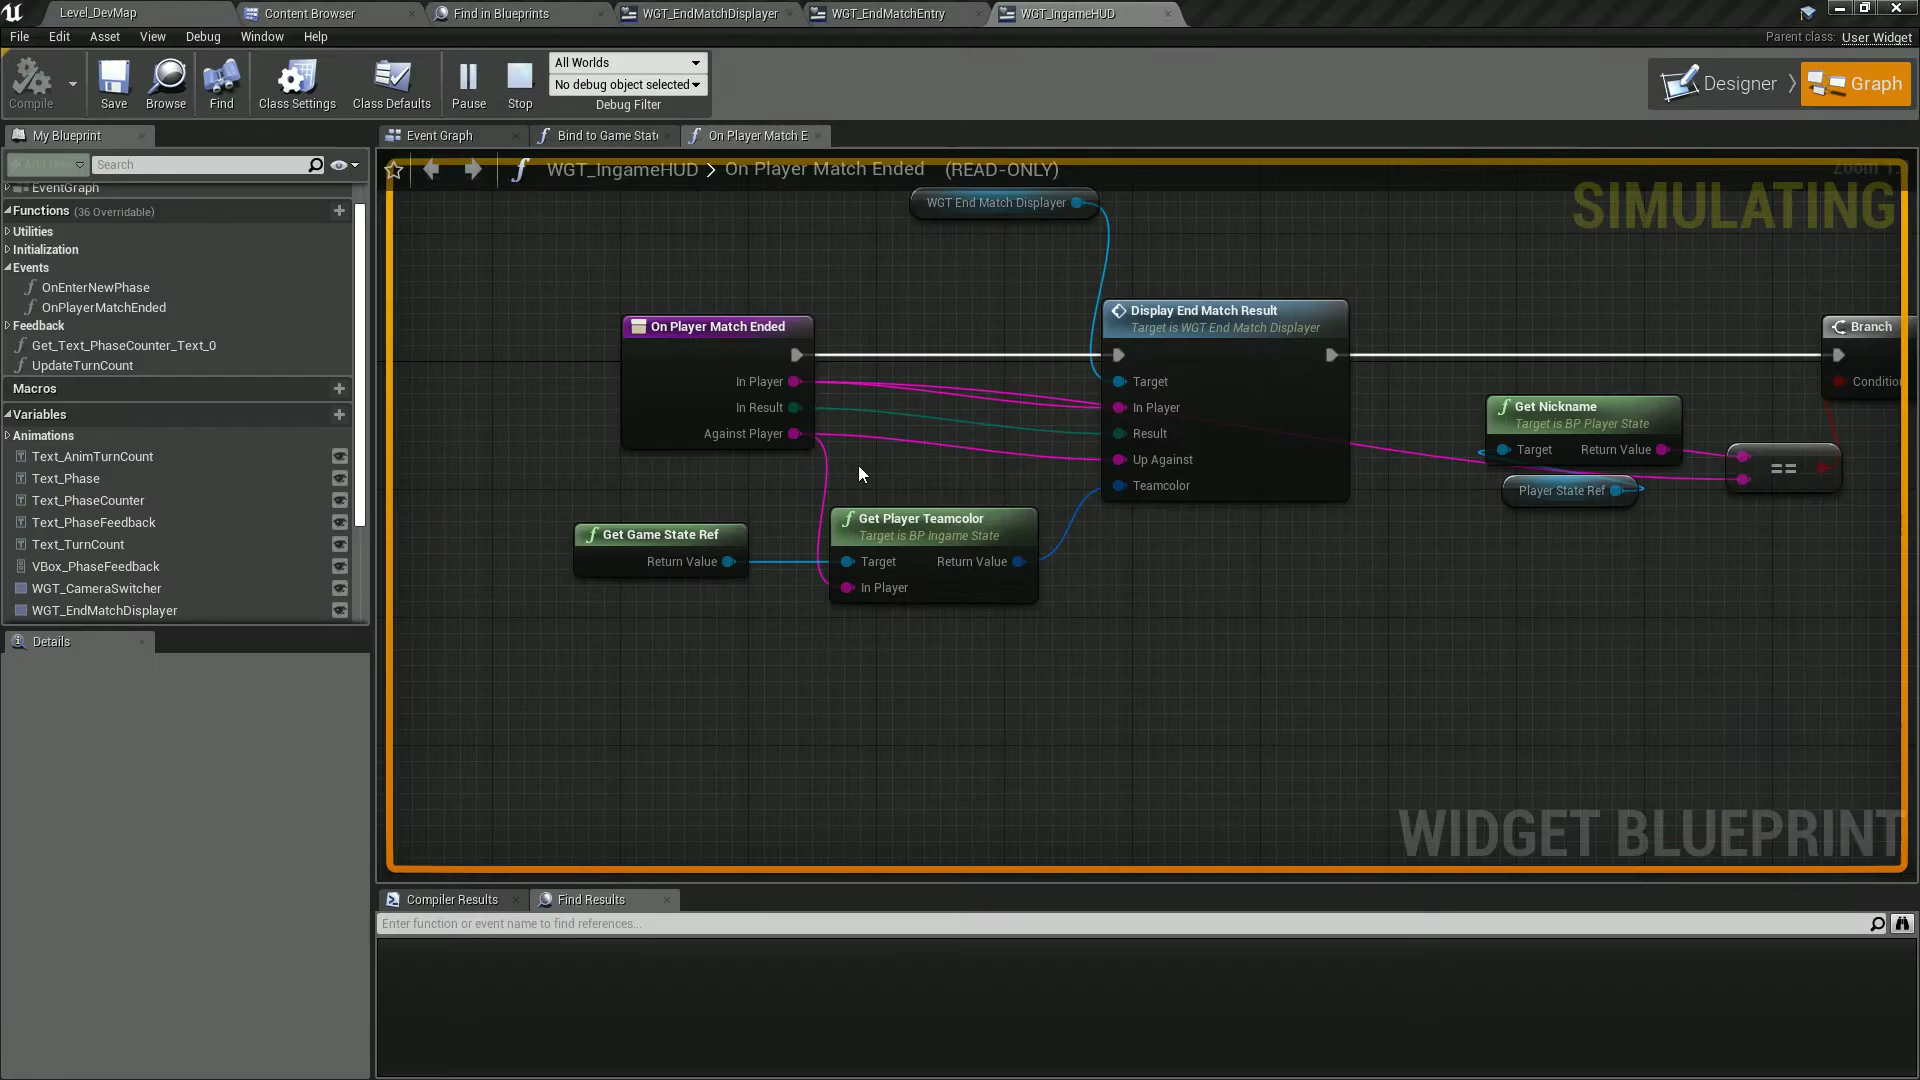 Level_DevMap
Content Browser
Find in Blueprints
WGT_EndMatchDisplayer
WGT_EndMatchEntry
WGT_IngameHUD
File Edit Asset View Debug Window Help
Parent class: User Widget
Compile
Save
Browse
Find
Class Settings
Class Defaults
Pause
Stop
All Worlds
No debug object selected
Debug Filter
Designer
Graph
My Blueprint
Event Graph
Bind to Game Stat
On Player Match E
Search
WGT_IngameHUD > On Player Match Ended (READ-ONLY)
SIMULATING
EventGraph
Functions (36 Overridable)
Utilities
Initialization
Events
OnEnterNewPhase
OnPlayerMatchEnded
Feedback
Get_Text_PhaseCounter_Text_0
UpdateTurnCount
Macros
Variables
Animations
Text_AnimTurnCount
Text_Phase
Text_PhaseCounter
Text_PhaseFeedback
Text_TurnCount
VBox_PhaseFeedback
WGT_CameraSwitcher
WGT_EndMatchDisplayer
Details
WGT End Match Displayer
On Player Match Ended
In Player
In Result
Against Player
Display End Match Result
Target is WGT End Match Displayer
Target
In Player
Result
Up Against
Teamcolor
Branch
Get Nickname
Target is BP Player State
Target Return Value
Player State Ref
==
Get Game State Ref
Return Value
Get Player Teamcolor
Target is BP Ingame State
Target Return Value
In Player
WIDGET BLUEPRINT
Compiler Results
Find Results
Enter function or event name to find references...